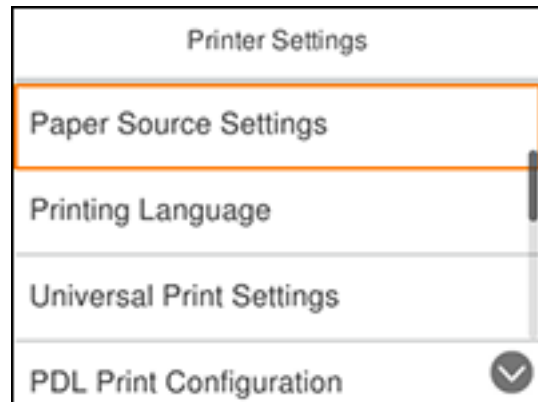 Printer Settings
Paper Source Settings
Printing Language
Universal Print Settings
PDL Print Configuration